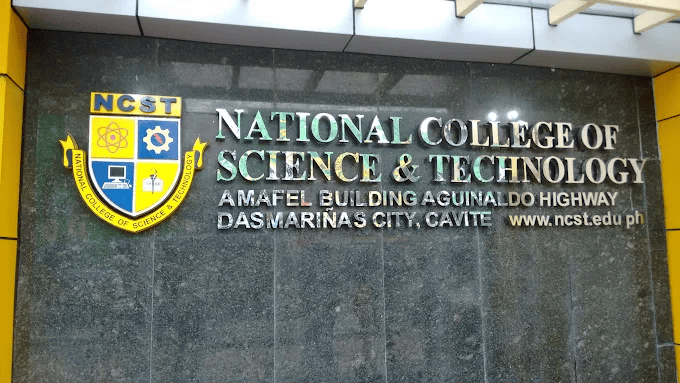 NCST
NATIONAL COLLEGE OF SCIENCE & TECHNOLOGY
NATIONAL COLLEGE OF
SCIENCE & TECHNOLOGY
AMAFEL BUILDING AGUINALDO HIGHWAY
DASMARIÑAS CITY, CAVITE www.ncst.edu ph